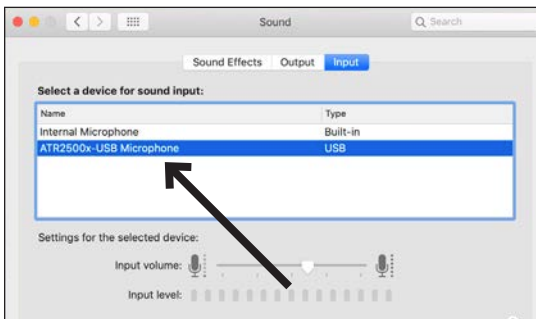 Sound
Search
Sound Effects Output Input
Select a device for sound input:
Name Type
Internal Microphone Built-in
ATR2500x-USB Microphone USB
Settings for the selected device:
Input volume:
Input level: